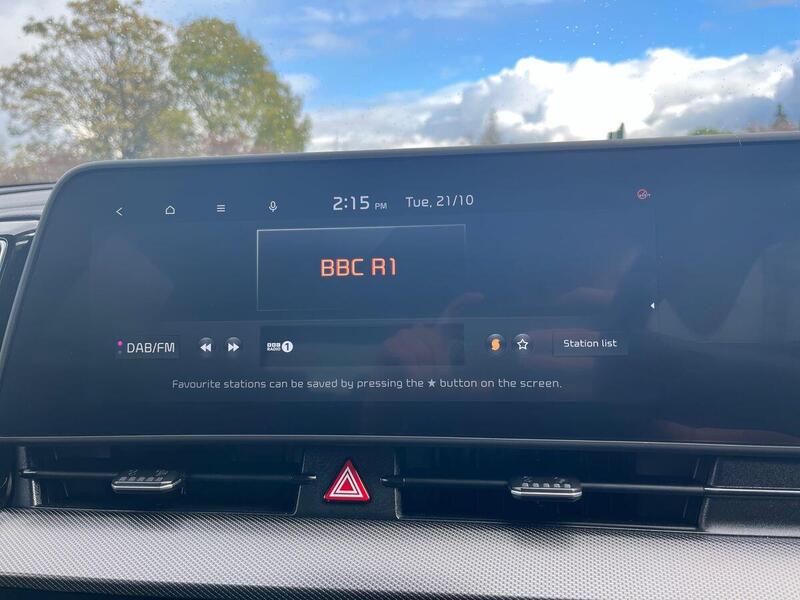 2:15 PM Tue, 21/10
BBC R1
DAB/FM
BBC
RADIO 1
Station list
Favourite stations can be saved by pressing the ★ button on the screen.